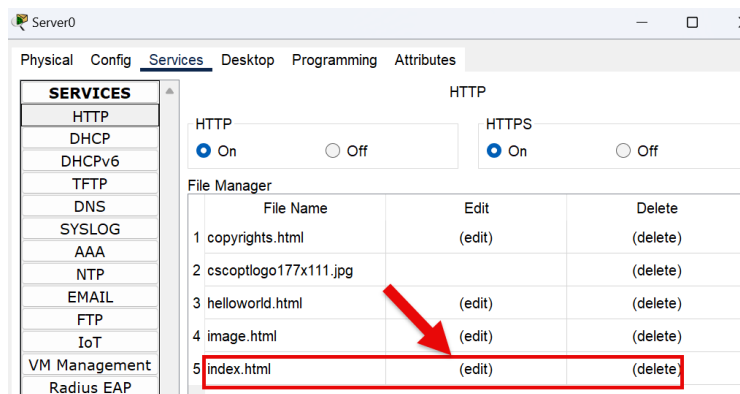 Server0
Physical Config Services Desktop Programming Attributes
SERVICES
HTTP
DHCP
DHCPv6
TFTP
DNS
SYSLOG
AAA
NTP
EMAIL
FTP
IoT
VM Management
Radius EAP
HTTP
HTTP
On Off
HTTPS
On Off
File Manager
File Name Edit Delete
1 copyrights.html (edit) (delete)
2 cscoptlogo177x111.jpg (delete)
3 helloworld.html (edit) (delete)
4 image.html (edit) (delete)
5 index.html (edit) (delete)